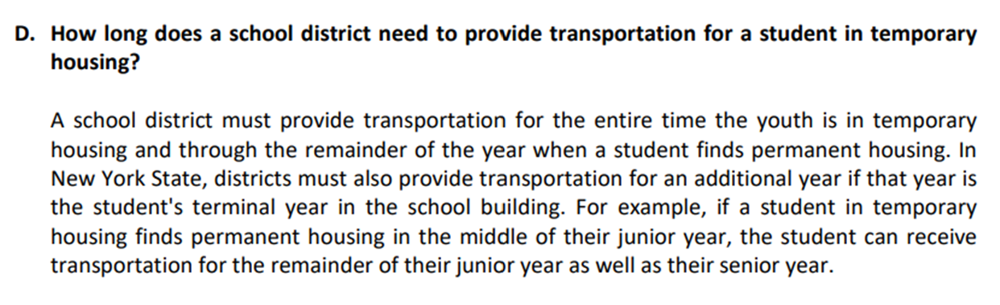 D. How long does a school district need to provide transportation for a student in temporary
housing?
A school district must provide transportation for the entire time the youth is in temporary
housing and through the remainder of the year when a student finds permanent housing. In
New York State, districts must also provide transportation for an additional year if that year is
the student's terminal year in the school building. For example, if a student in temporary
housing finds permanent housing in the middle of their junior year, the student can receive
transportation for the remainder of their junior year as well as their senior year.